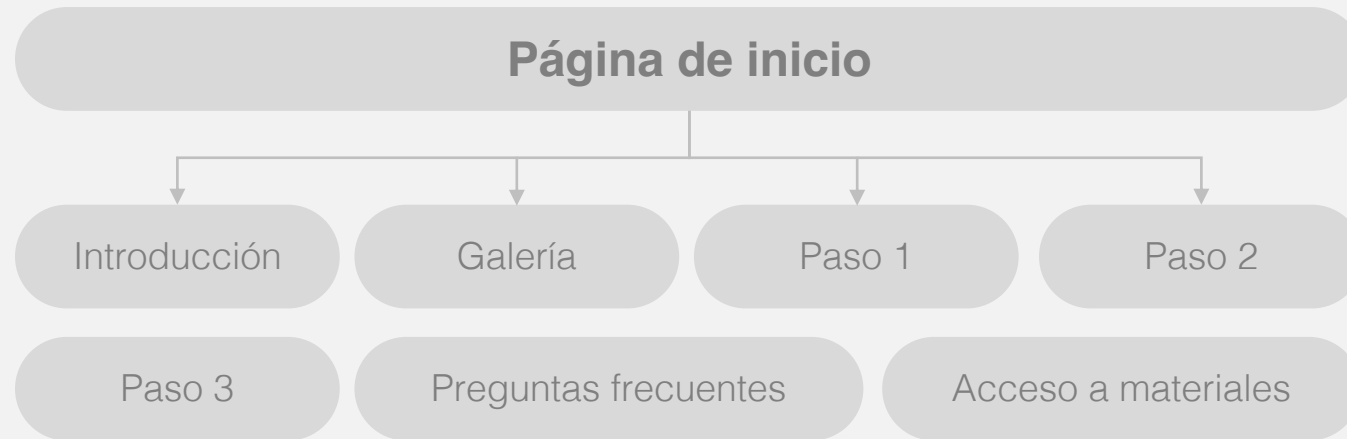 Página de inicio
Introducción
Galería
Paso 1
Paso 2
Paso 3
Preguntas frecuentes
Acceso a materiales